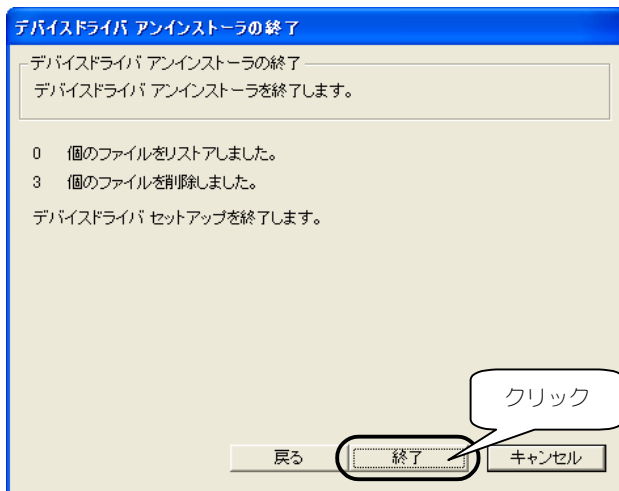 デバイスドライバ アンインストーラの終了
デバイスドライバ アンインストーラの終了
デバイスドライバ アンインストーラを終了します。
0 個のファイルをリストアしました。
3 個のファイルを削除しました。
デバイスドライバ セットアップを終了します。
クリック
戻る 終了 キャンセル